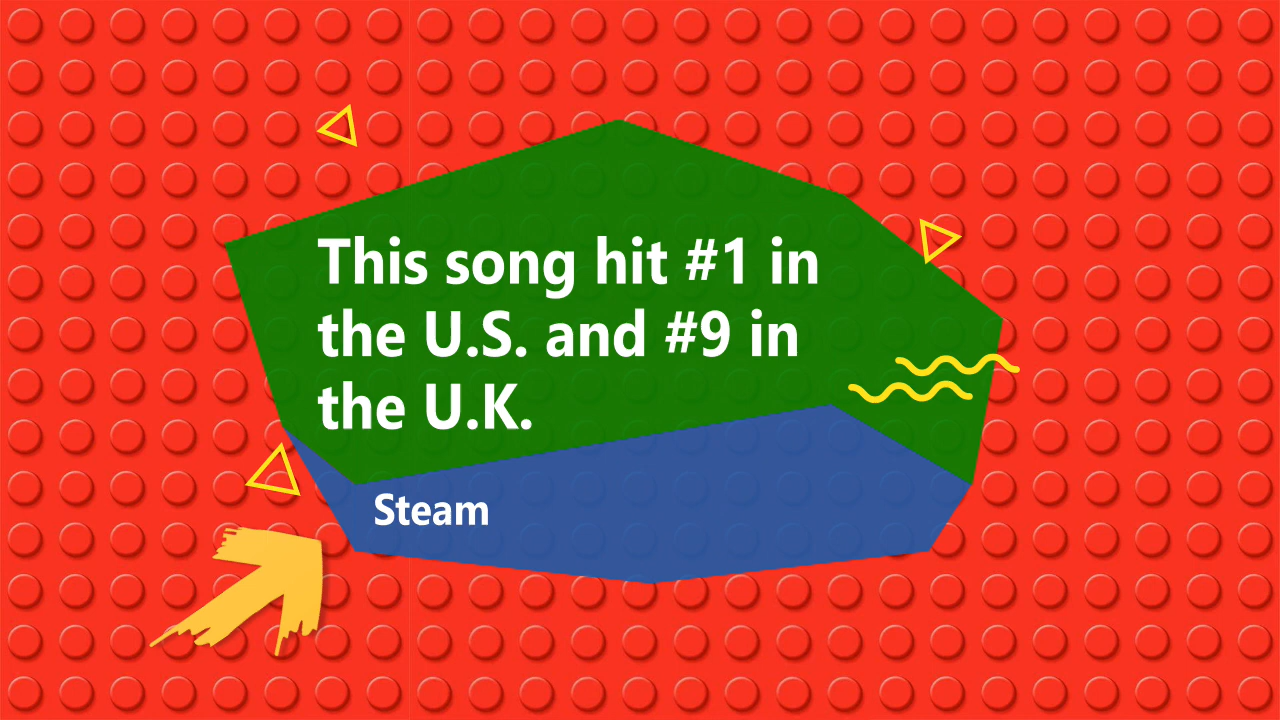 This song hit #1 in
the U.S. and #9 in
the U.K.
Steam